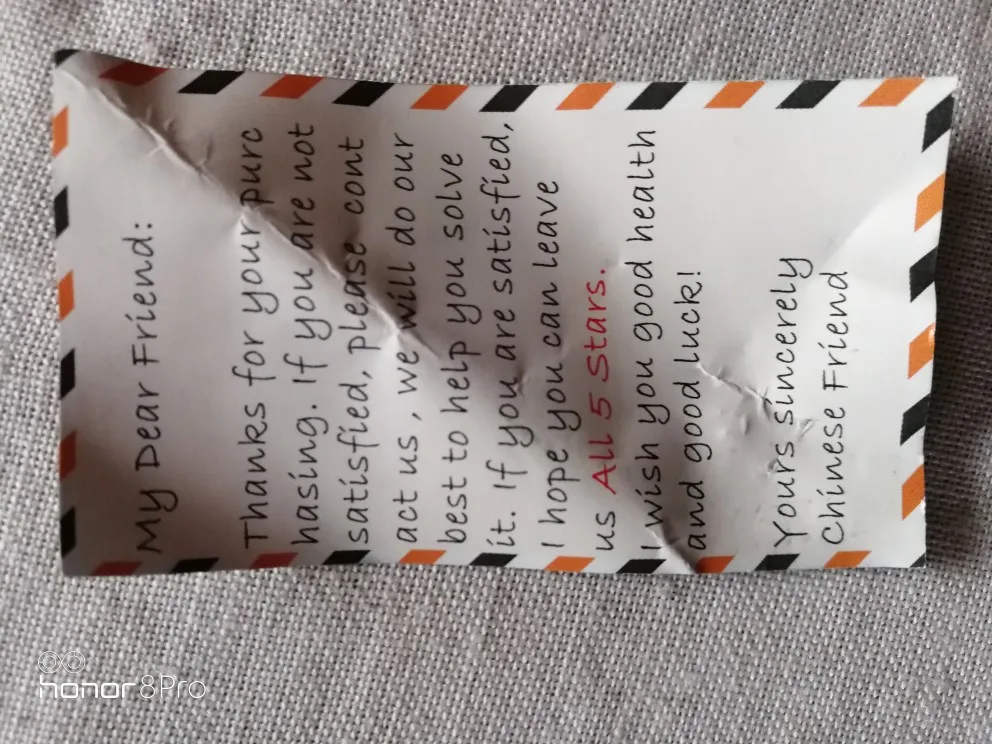 My Dear Friend:
Thanks for your purc
hasing. If you are not
satisfied, please cont
act us , we will do our
best to help you solve
it. If you are satisfied,
I hope you can leave
us All 5 Stars.
I wish you good health
and good luck!
Yours sincerely
Chinese Friend
honor 8Pro